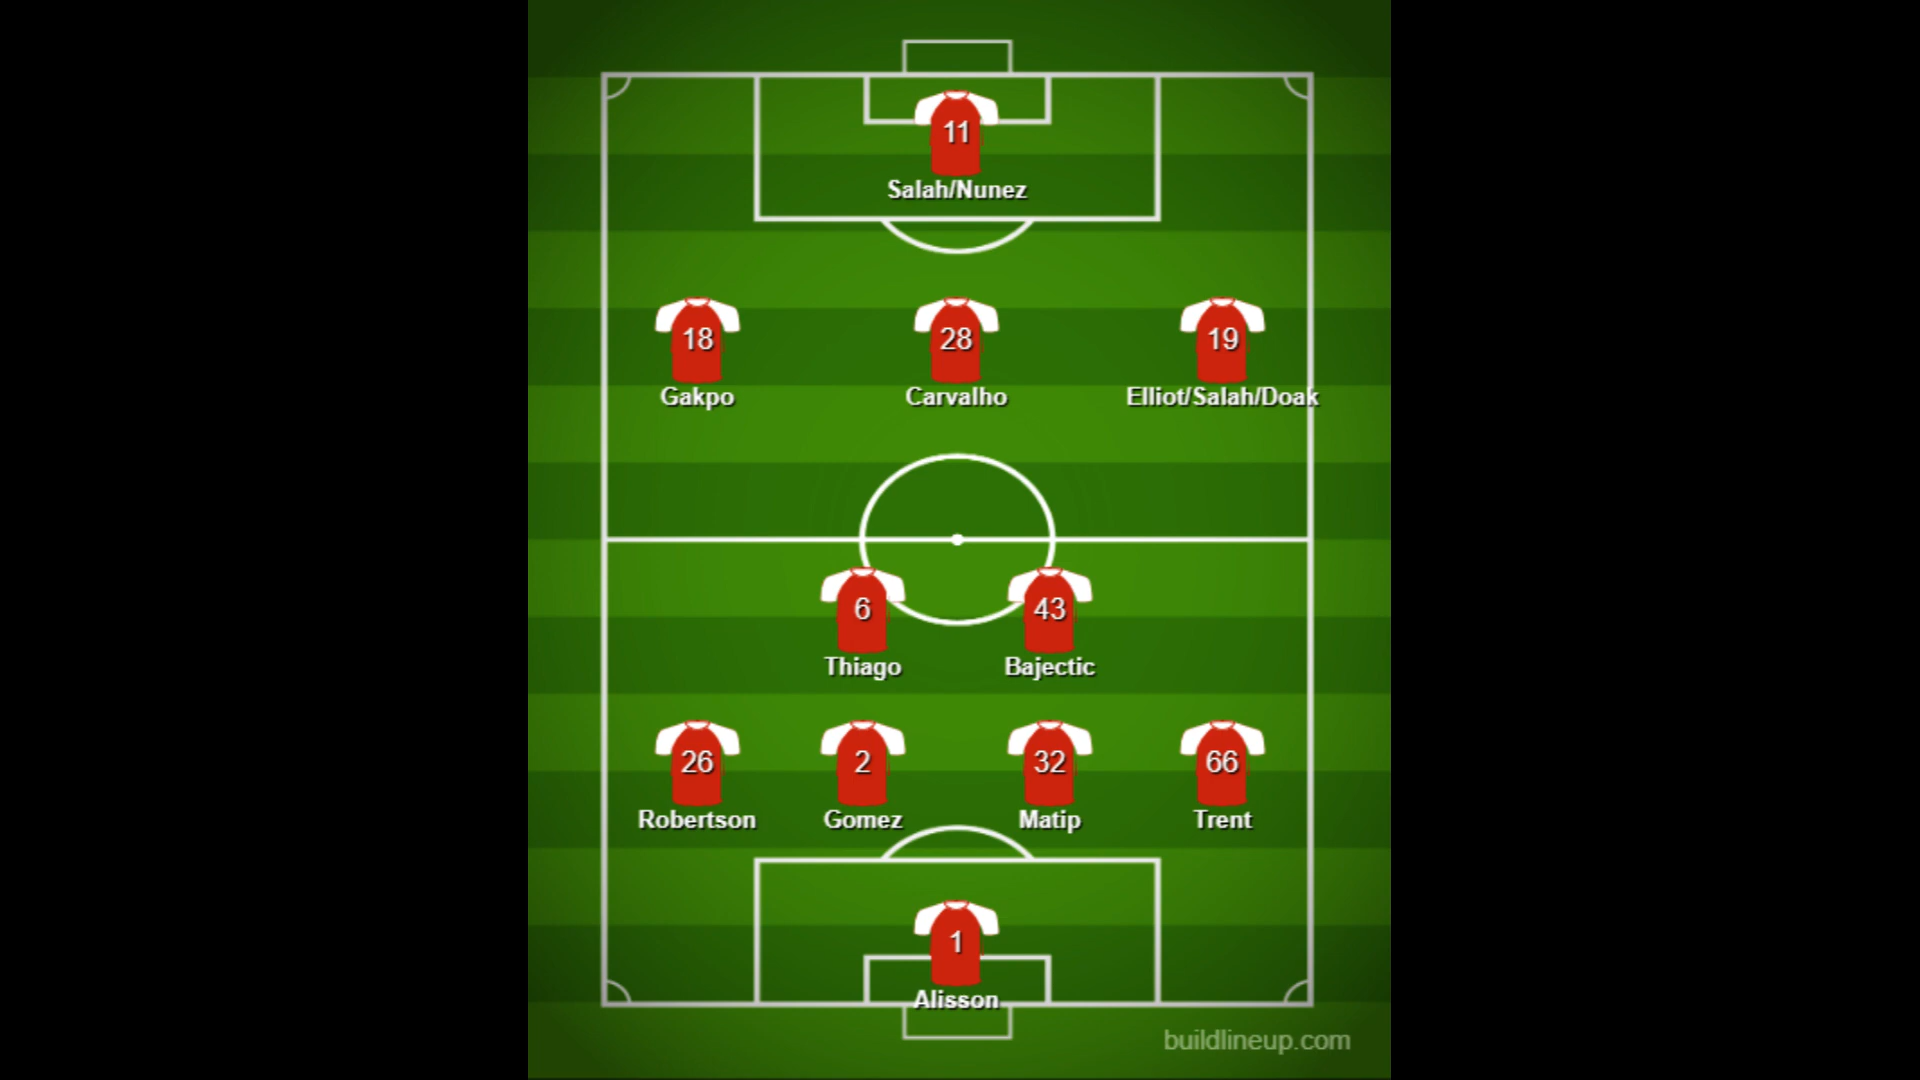 11
Salah/Nunez
18
28
19
Gakpo
Carvalho
Elliot/Salah/Doak
6
43
Thiago
Bajectic
26
2
32
66
Robertson
Gomez
Matip
Trent
1
Alisson
buildlineup.com